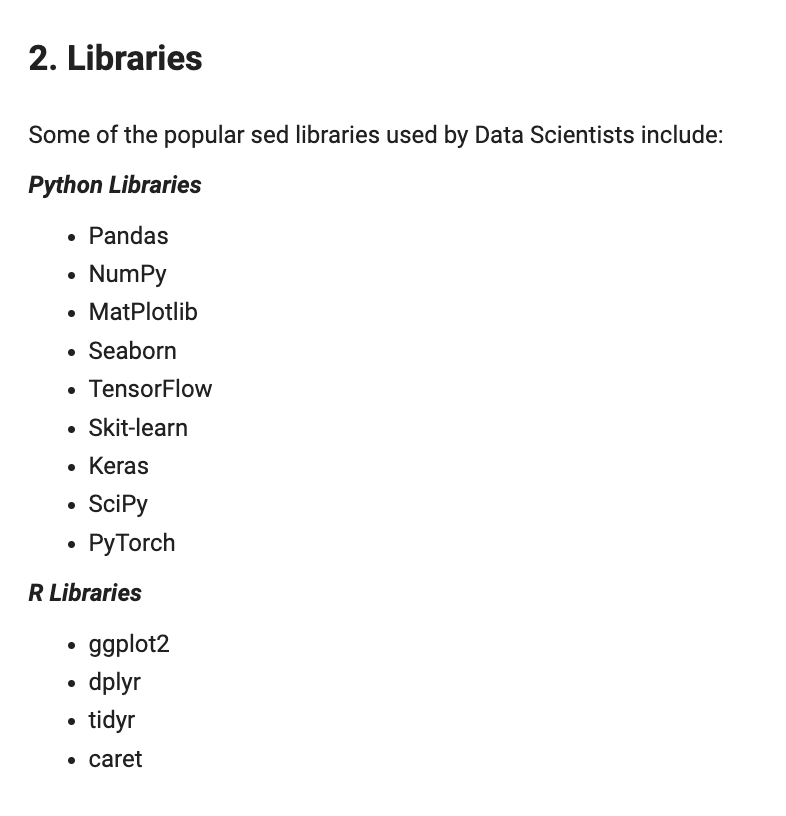 2. Libraries
Some of the popular sed libraries used by Data Scientists include:
Python Libraries
• Pandas
• NumPy
• MatPlotlib
• Seaborn
• TensorFlow
• Skit-learn
• Keras
• SciPy
• PyTorch
R Libraries
• ggplot2
• dplyr
• tidyr
• caret